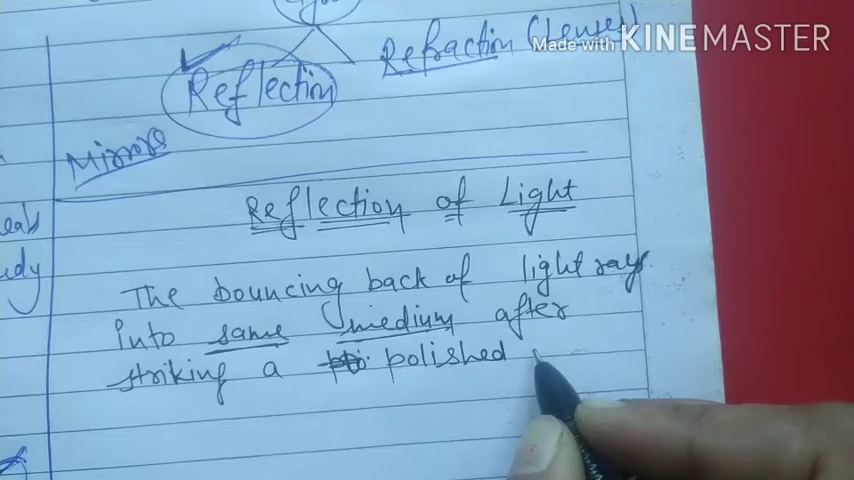 Refraction (Lenses)
Made with KINEMASTER
Reflection
Mirrors
Reflection of Light
The bouncing back of light rays
into same medium after
striking a polished